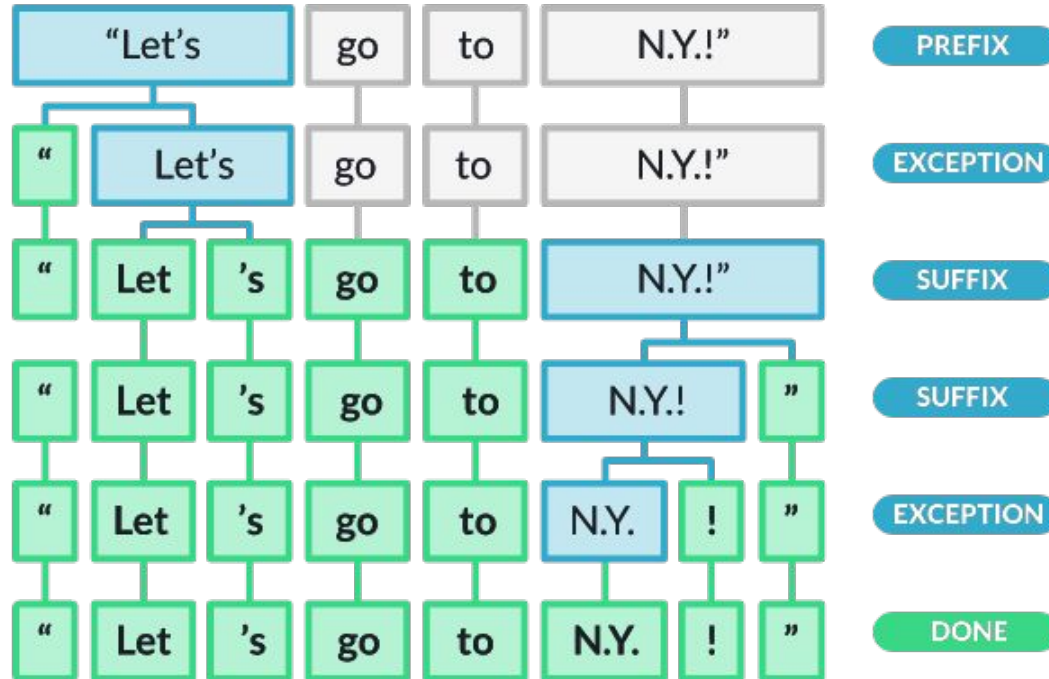 “Let’s go to N.Y.!” PREFIX
“ Let’s go to N.Y.!” EXCEPTION
“ Let ’s go to N.Y.!” SUFFIX
“ Let ’s go to N.Y.! ” SUFFIX
“ Let ’s go to N.Y. ! ” EXCEPTION
“ Let ’s go to N.Y. ! ” DONE